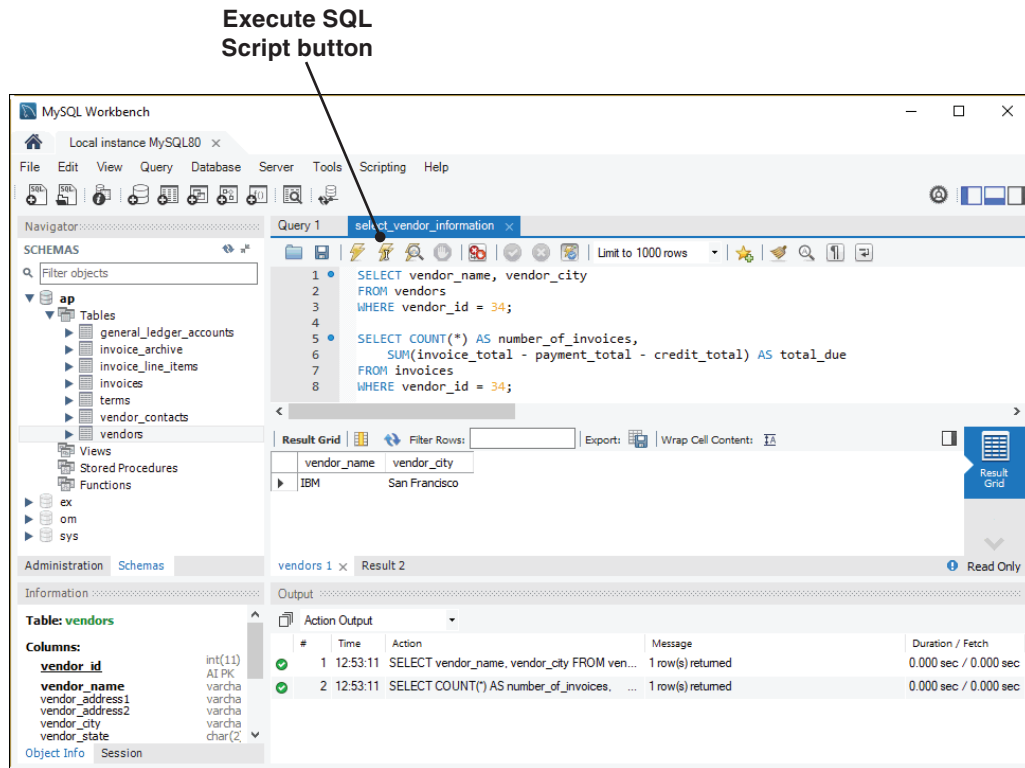 Execute SQL
Script button
MySQL Workbench
Local instance MySQL80
File Edit View Query Database Server Tools Scripting Help
Navigator
SCHEMAS
Filter objects
ap
Tables
general_ledger_accounts
invoice_archive
invoice_line_items
invoices
terms
vendor_contacts
vendors
Views
Stored Procedures
Functions
ex
om
sys
Administration Schemas
Query 1 select_vendor_information
Limit to 1000 rows
1 SELECT vendor_name, vendor_city
2 FROM vendors
3 WHERE vendor_id = 34;
4
5 SELECT COUNT(*) AS number_of_invoices,
6 SUM(invoice_total - payment_total - credit_total) AS total_due
7 FROM invoices
8 WHERE vendor_id = 34;
Result Grid Filter Rows: Export: Wrap Cell Content:
vendor_name vendor_city
IBM San Francisco
Result
Grid
vendors 1 Result 2 Read Only
Information
Table: vendors
Columns:
vendor_id int(11)
AI PK
vendor_name varcha
vendor_address1 varcha
vendor_address2 varcha
vendor_city varcha
vendor_state char(2)
Object Info Session
Output
Action Output
# Time Action Message Duration / Fetch
1 12:53:11 SELECT vendor_name, vendor_city FROM ven... 1 row(s) returned 0.000 sec / 0.000 sec
2 12:53:11 SELECT COUNT(*) AS number_of_invoices, ... 1 row(s) returned 0.000 sec / 0.000 sec